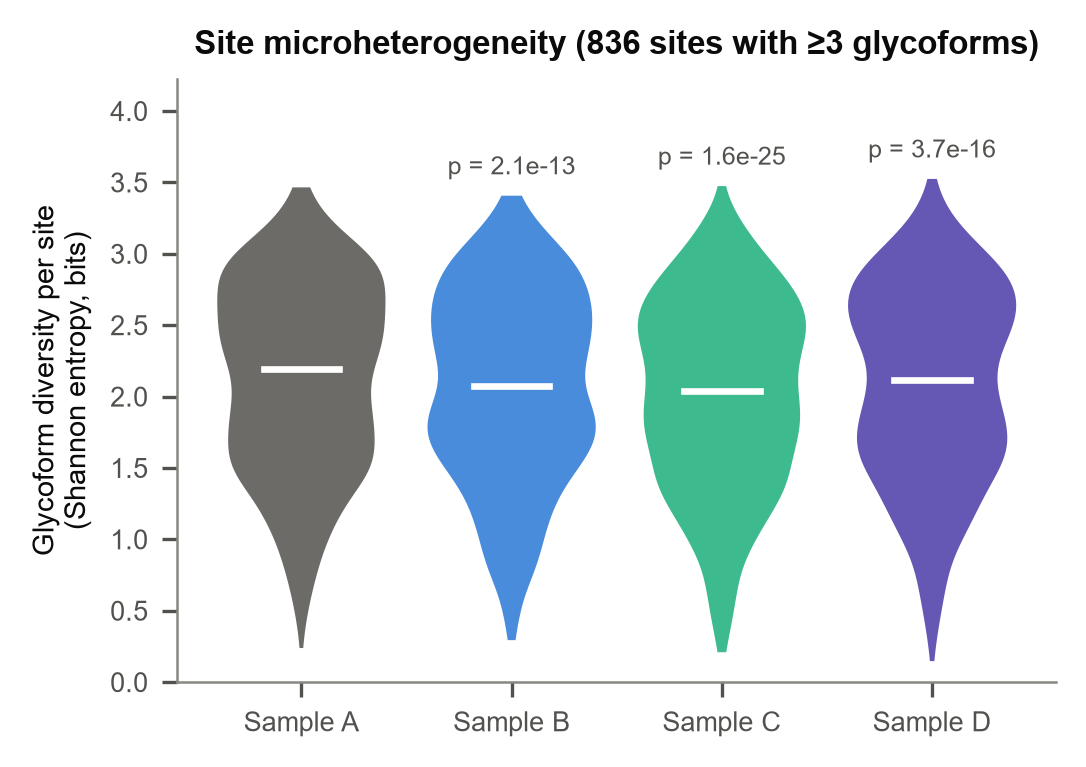 Site microheterogeneity (836 sites with ≥3 glycoforms)
Glycoform diversity per site
(Shannon entropy, bits)
4.0
3.5
3.0
2.5
2.0
1.5
1.0
0.5
0.0
p = 2.1e-13
p = 1.6e-25
p = 3.7e-16
Sample A
Sample B
Sample C
Sample D